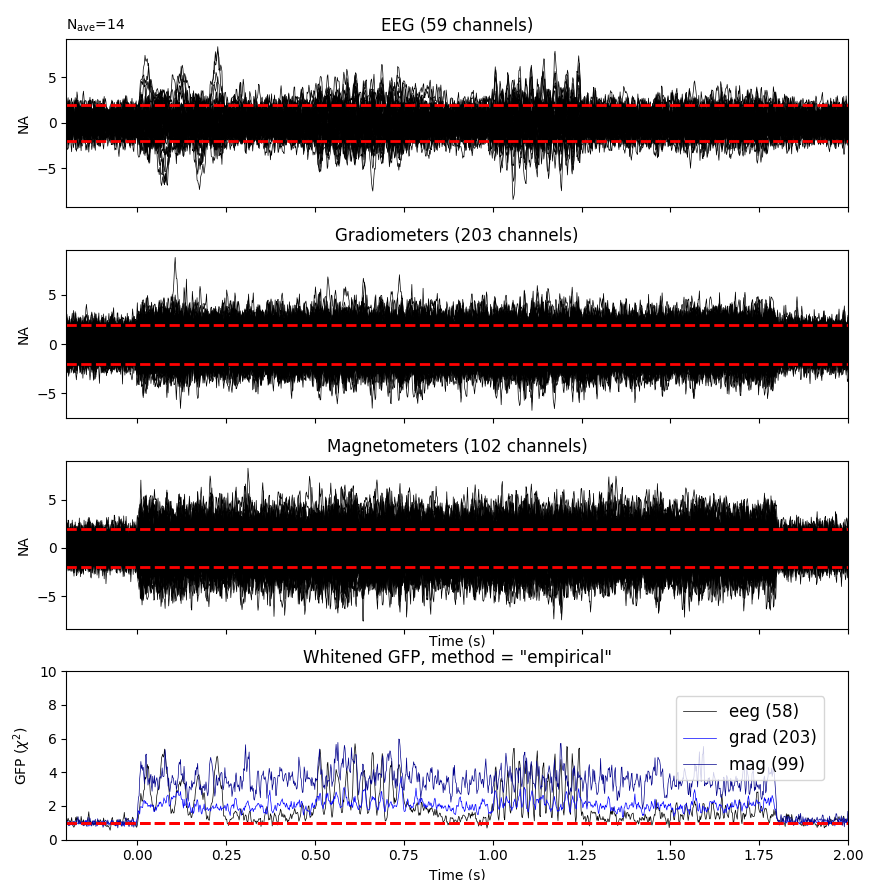 N_ave=14
EEG (59 channels)
5
0
−5
NA
Gradiometers (203 channels)
5
0
−5
NA
Magnetometers (102 channels)
5
0
−5
NA
Time (s)
Whitened GFP, method = "empirical"
10
8
6
4
2
0
GFP (χ²)
eeg (58)
grad (203)
mag (99)
0.00 0.25 0.50 0.75 1.00 1.25 1.50 1.75 2.00
Time (s)